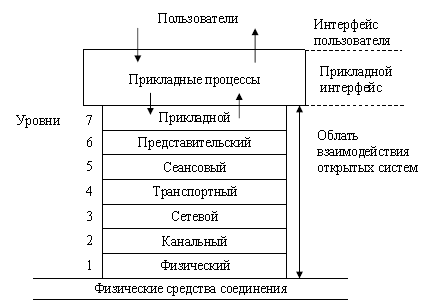 Пользователи
Интерфейс
пользователя
Прикладные процессы
Прикладной
интерфейс
Уровни
7 Прикладной
6 Представительский
5 Сеансовый
4 Транспортный
3 Сетевой
2 Канальный
1 Физический
Облать
взаимодействия
открытых систем
Физические средства соединения